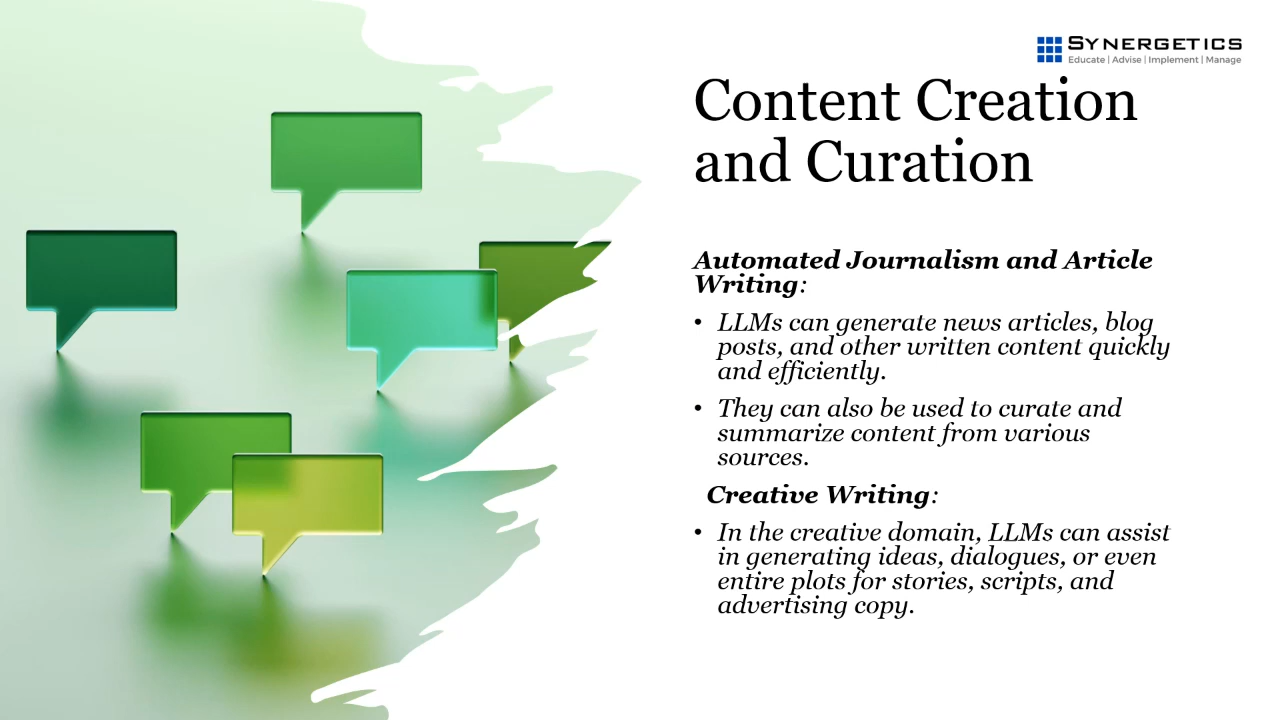 SYNERGETICS
Educate | Advise | Implement | Manage
Content Creation
and Curation
Automated Journalism and Article
Writing:
• LLMs can generate news articles, blog
posts, and other written content quickly
and efficiently.
• They can also be used to curate and
summarize content from various
sources.
Creative Writing:
• In the creative domain, LLMs can assist
in generating ideas, dialogues, or even
entire plots for stories, scripts, and
advertising copy.